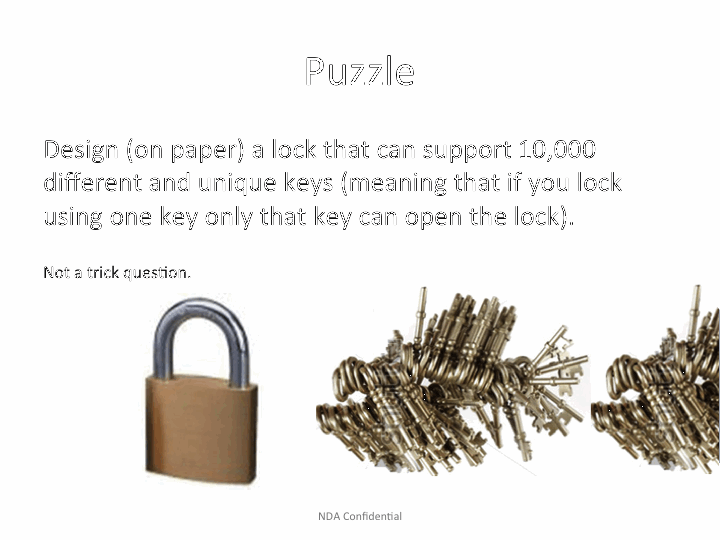 Puzzle
Design (on paper) a lock that can support 10,000
different and unique keys (meaning that if you lock
using one key only that key can open the lock).
Not a trick question.
NDA Confidential